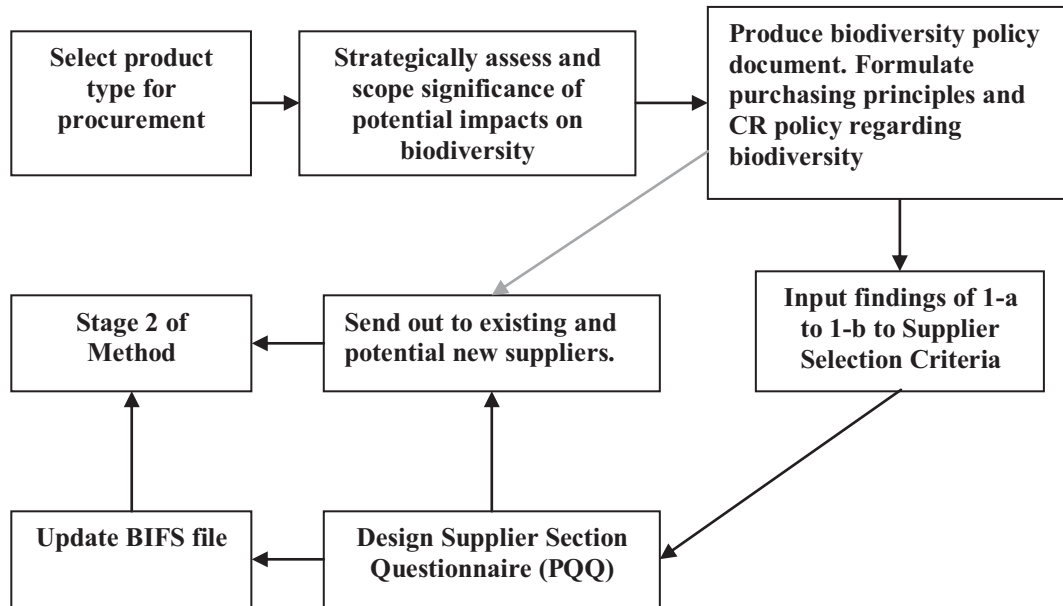 Select product
type for
procurement
Strategically assess and
scope significance of
potential impacts on
biodiversity
Produce biodiversity policy
document. Formulate
purchasing principles and
CR policy regarding
biodiversity
Stage 2 of
Method
Send out to existing and
potential new suppliers.
Input findings of 1-a
to 1-b to Supplier
Selection Criteria
Update BIFS file
Design Supplier Section
Questionnaire (PQQ)